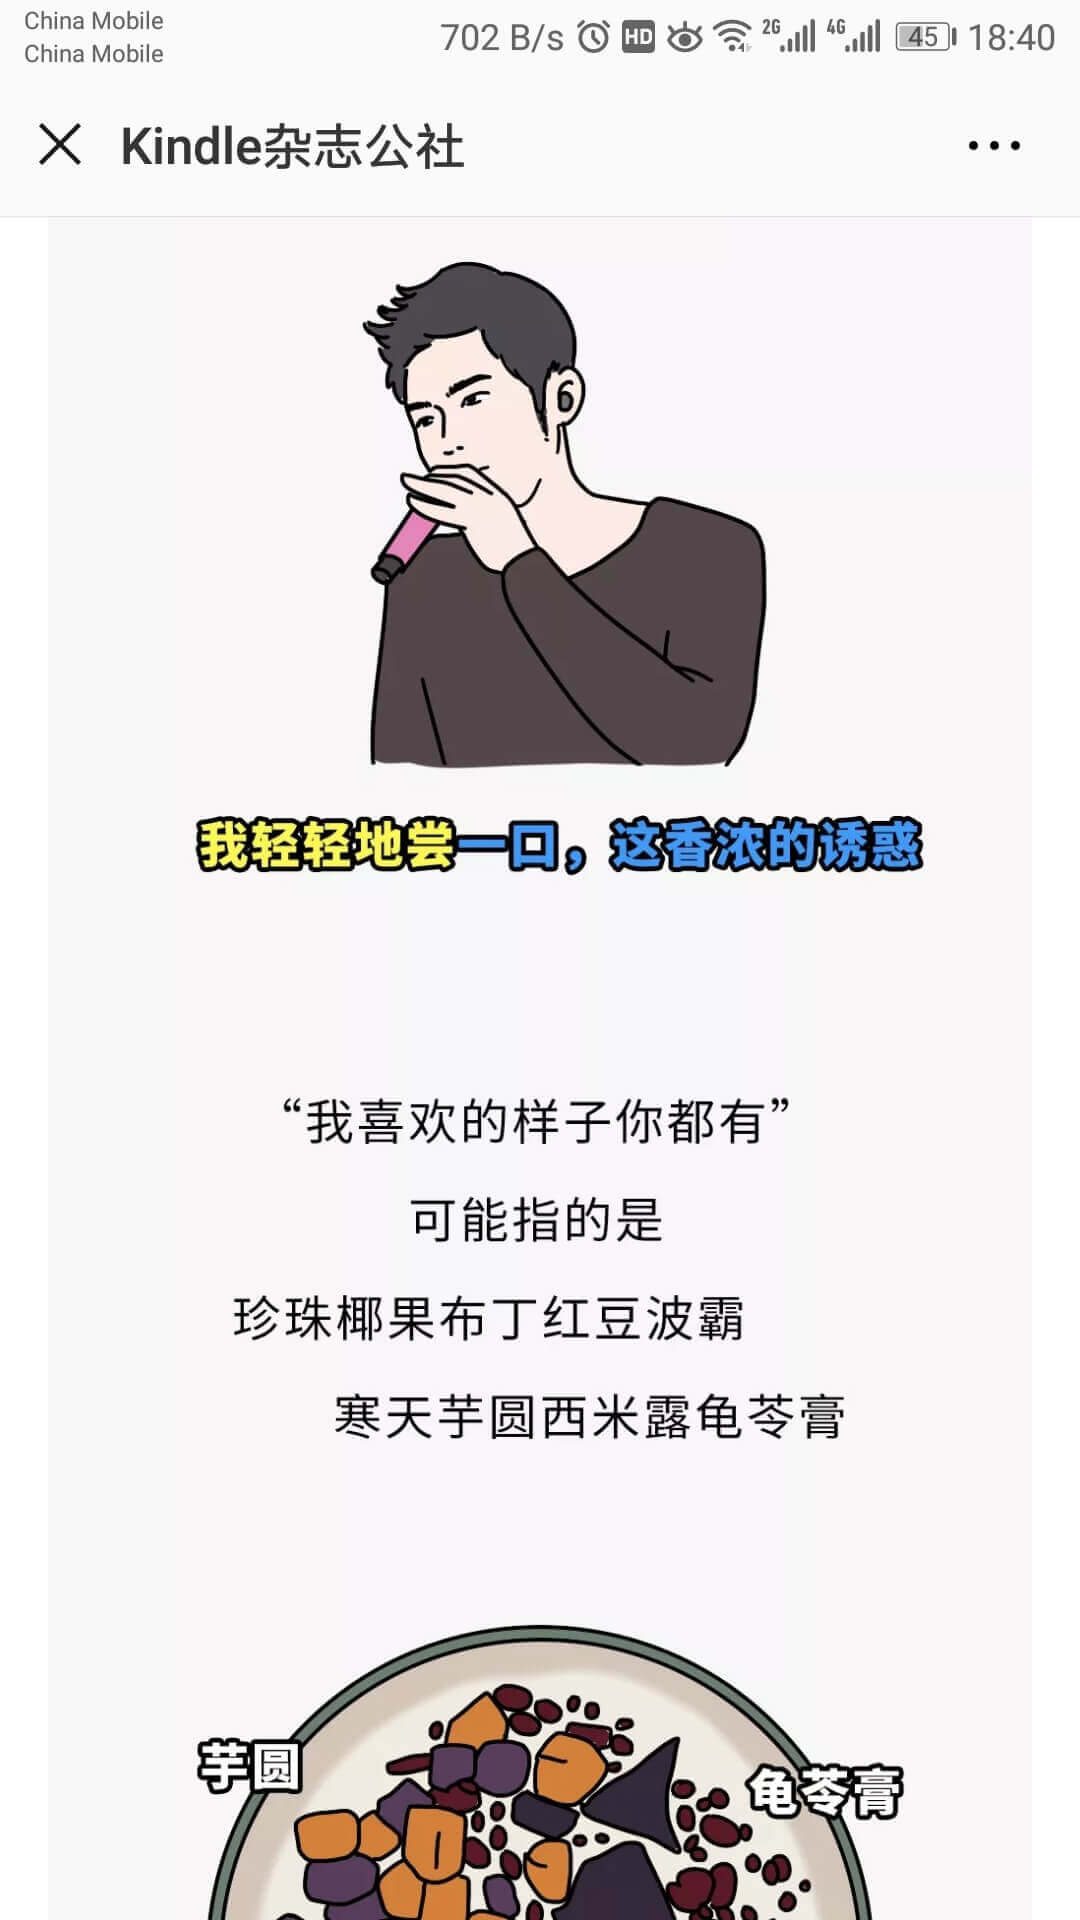 China Mobile
China Mobile
702 B/s HD 2G 4G 45 18:40
Kindle杂志公社
我轻轻地尝一口，这香浓的诱惑
“我喜欢的样子你都有”
可能指的是
珍珠椰果布丁红豆波霸
寒天芋圆西米露龟苓膏
芋圆
龟苓膏